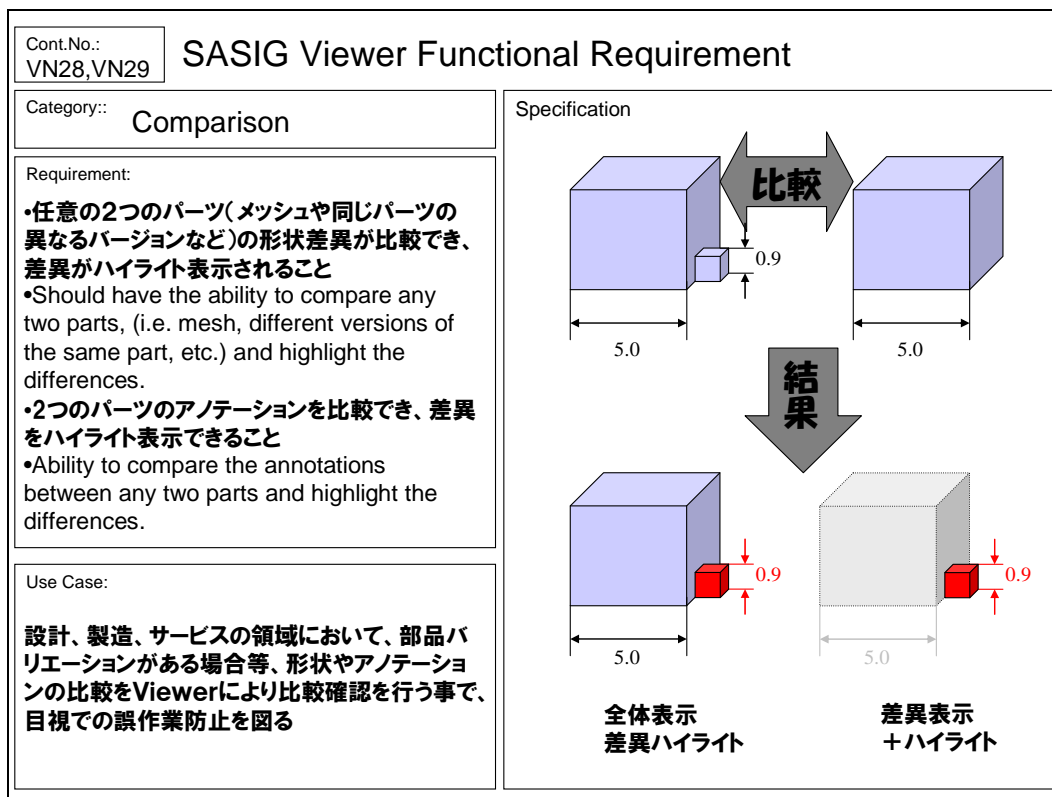 Cont.No.:
VN28,VN29
SASIG Viewer Functional Requirement
Category::
Comparison
Requirement:
•任意の2つのパーツ(メッシュや同じパーツの
異なるバージョンなど)の形状差異が比較でき、
差異がハイライト表示されること
•Should have the ability to compare any
two parts, (i.e. mesh, different versions of
the same part, etc.) and highlight the
differences.
•2つのパーツのアノテーションを比較でき、差異
をハイライト表示できること
•Ability to compare the annotations
between any two parts and highlight the
differences.
Use Case:
設計、製造、サービスの領域において、部品バ
リエーションがある場合等、形状やアノテーショ
ンの比較をViewerにより比較確認を行う事で、
目視での誤作業防止を図る
Specification
比較
0.9
5.0
5.0
結
果
0.9
0.9
5.0
5.0
全体表示
差異ハイライト
差異表示
＋ハイライト